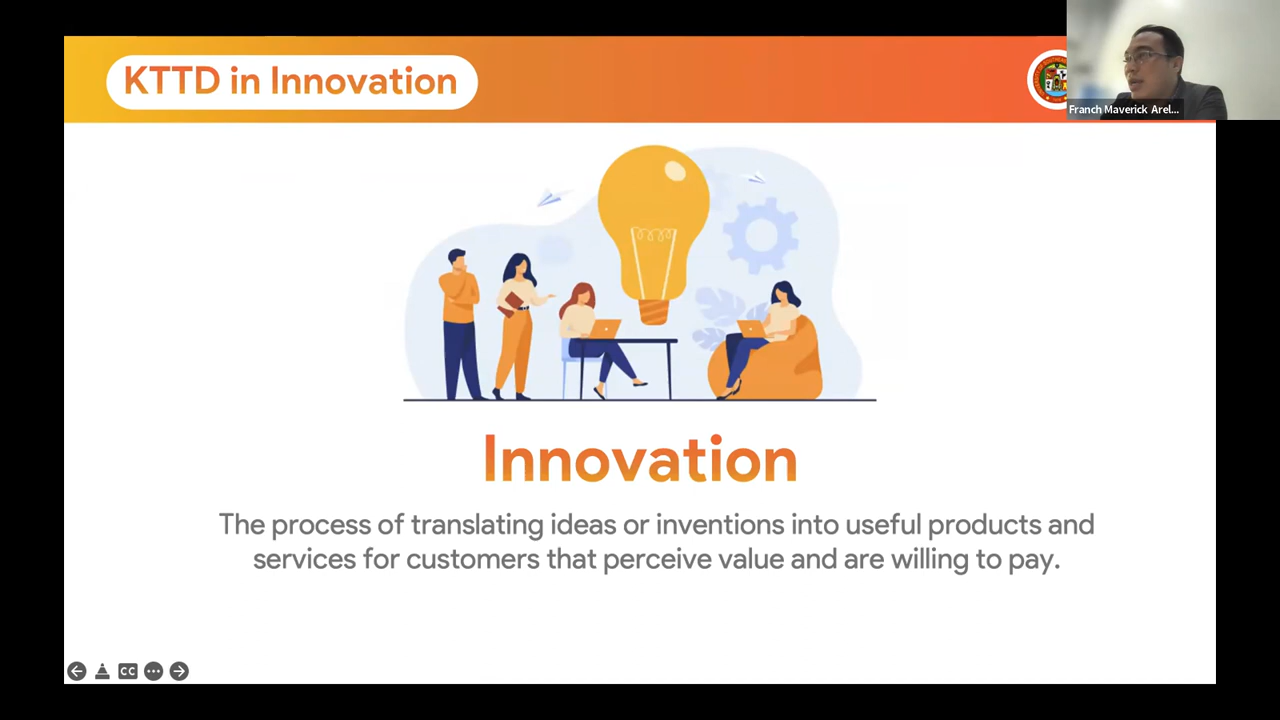 KTTD in Innovation
Franch Maverick Arel...
Innovation
The process of translating ideas or inventions into useful products and
services for customers that perceive value and are willing to pay.
CC